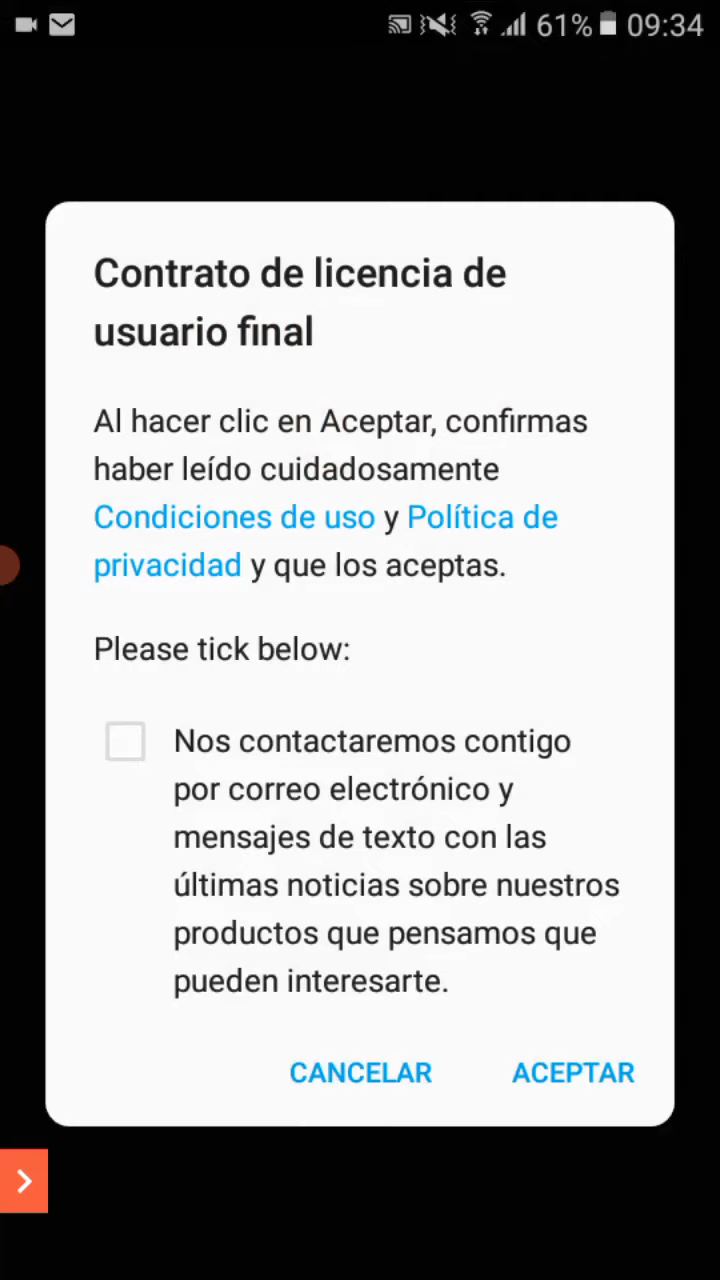 61% 09:34
Contrato de licencia de
usuario final
Al hacer clic en Aceptar, confirmas
haber leído cuidadosamente
Condiciones de uso y Política de
privacidad y que los aceptas.
Please tick below:
Nos contactaremos contigo
por correo electrónico y
mensajes de texto con las
últimas noticias sobre nuestros
productos que pensamos que
pueden interesarte.
CANCELAR ACEPTAR